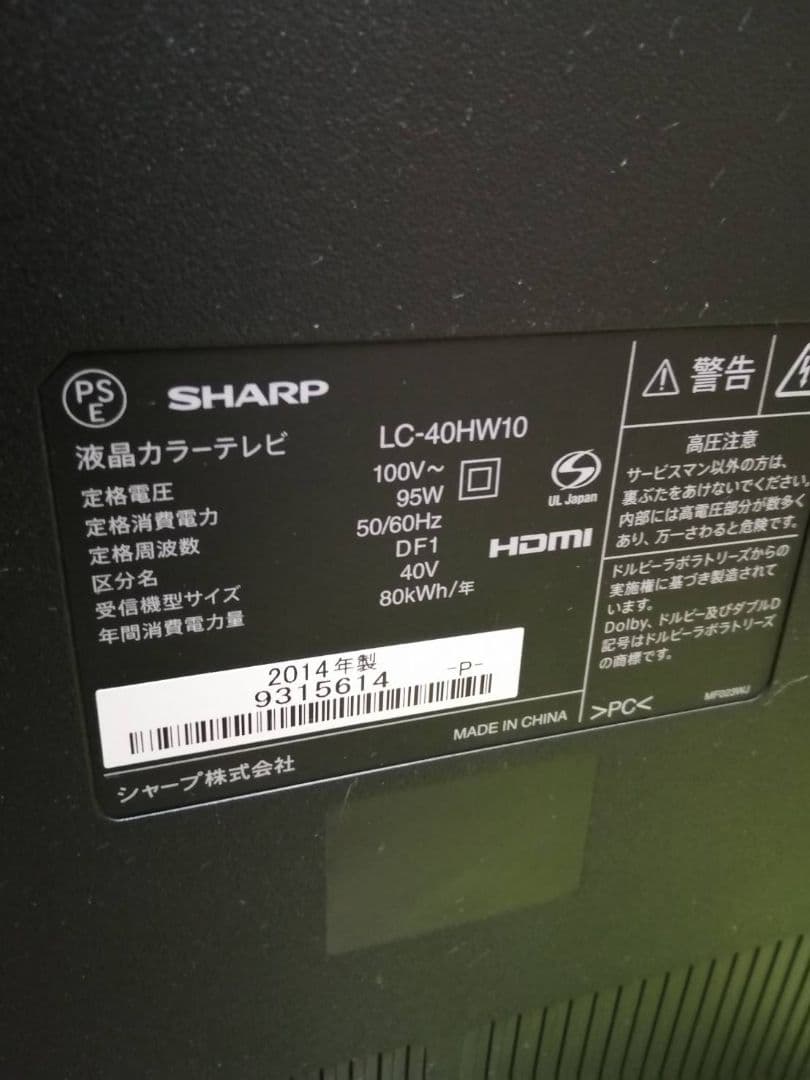 PS
E
SHARP
液晶カラーテレビ LC-40HW10
定格電圧 100V～
定格消費電力 95W
定格周波数 50/60Hz
区分名 DF1
受信機型サイズ 40V
年間消費電力量 80kWh/年
UL Japan
HDMI
2014年製
9315614 -P-
シャープ株式会社
MADE IN CHINA
>PC<
MF003WJ
警告
高圧注意
サービスマン以外の方は、
裏ぶたをあけないでください。
内部には高電圧部分が数多く
あり、万一さわると危険です。
ドルビーラボラトリーズからの
実施権に基づき製造されて
います。
Dolby、ドルビー及びダブルD
記号はドルビーラボラトリーズ
の商標です。